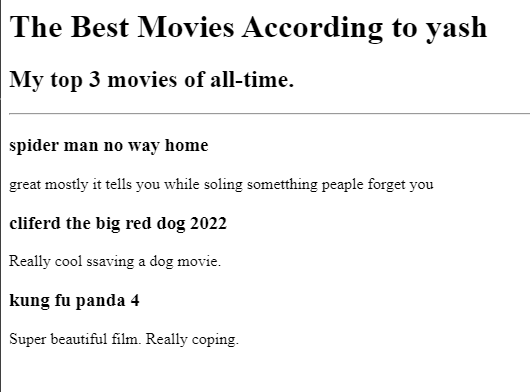 The Best Movies According to yash
My top 3 movies of all-time.
spider man no way home
great mostly it tells you while soling sometthing peaple forget you
cliferd the big red dog 2022
Really cool ssaving a dog movie.
kung fu panda 4
Super beautiful film. Really coping.